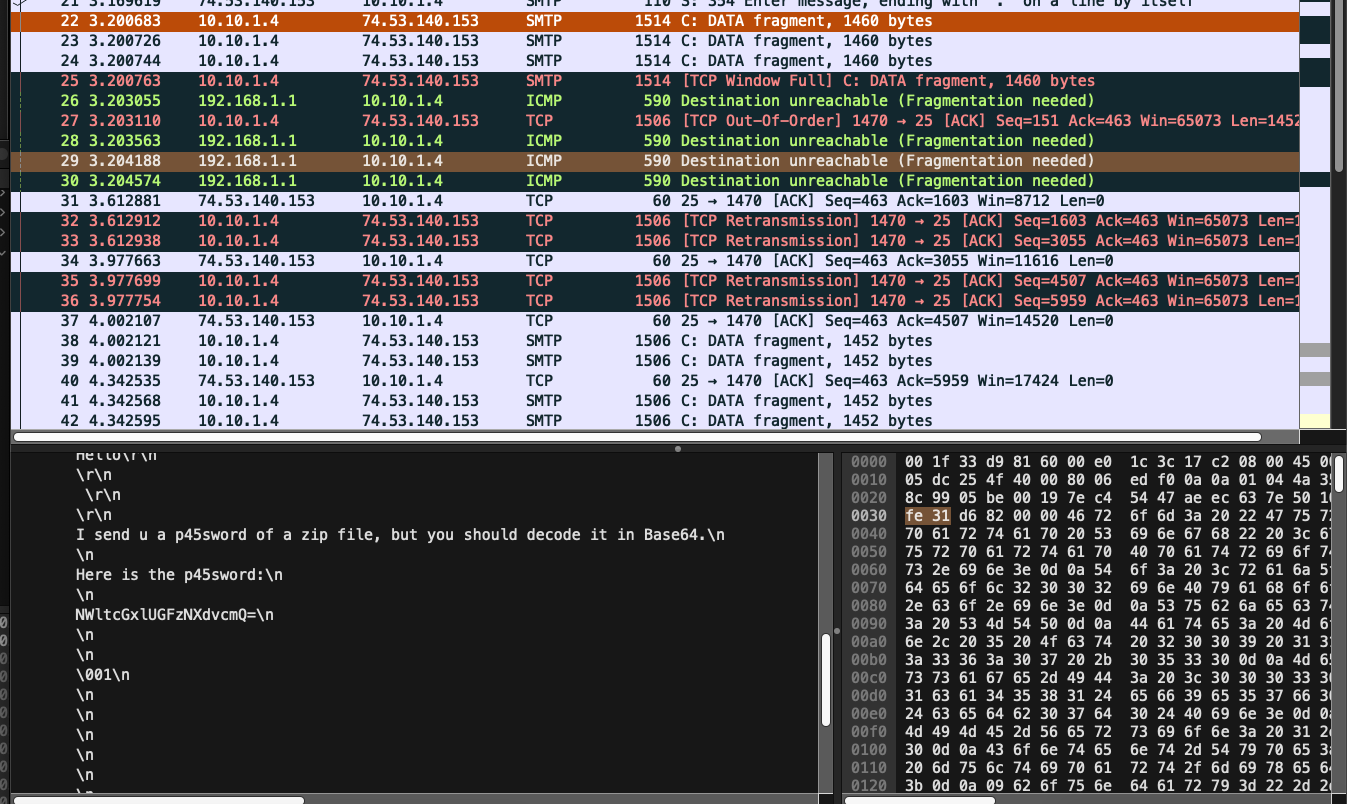 21 3.169619 74.53.140.153 10.10.1.4 SMTP 110 S: 354 Enter message, ending with "." on a line by itself
22 3.200683 10.10.1.4 74.53.140.153 SMTP 1514 C: DATA fragment, 1460 bytes
23 3.200726 10.10.1.4 74.53.140.153 SMTP 1514 C: DATA fragment, 1460 bytes
24 3.200744 10.10.1.4 74.53.140.153 SMTP 1514 C: DATA fragment, 1460 bytes
25 3.200763 10.10.1.4 74.53.140.153 SMTP 1514 [TCP Window Full] C: DATA fragment, 1460 bytes
26 3.203055 192.168.1.1 10.10.1.4 ICMP 590 Destination unreachable (Fragmentation needed)
27 3.203110 10.10.1.4 74.53.140.153 TCP 1506 [TCP Out-Of-Order] 1470 → 25 [ACK] Seq=151 Ack=463 Win=65073 Len=1452
28 3.203563 192.168.1.1 10.10.1.4 ICMP 590 Destination unreachable (Fragmentation needed)
29 3.204188 192.168.1.1 10.10.1.4 ICMP 590 Destination unreachable (Fragmentation needed)
30 3.204574 192.168.1.1 10.10.1.4 ICMP 590 Destination unreachable (Fragmentation needed)
31 3.612881 74.53.140.153 10.10.1.4 TCP 60 25 → 1470 [ACK] Seq=463 Ack=1603 Win=8712 Len=0
32 3.612912 10.10.1.4 74.53.140.153 TCP 1506 [TCP Retransmission] 1470 → 25 [ACK] Seq=1603 Ack=463 Win=65073 Len=1
33 3.612938 10.10.1.4 74.53.140.153 TCP 1506 [TCP Retransmission] 1470 → 25 [ACK] Seq=3055 Ack=463 Win=65073 Len=1
34 3.977663 74.53.140.153 10.10.1.4 TCP 60 25 → 1470 [ACK] Seq=463 Ack=3055 Win=11616 Len=0
35 3.977699 10.10.1.4 74.53.140.153 TCP 1506 [TCP Retransmission] 1470 → 25 [ACK] Seq=4507 Ack=463 Win=65073 Len=1
36 3.977754 10.10.1.4 74.53.140.153 TCP 1506 [TCP Retransmission] 1470 → 25 [ACK] Seq=5959 Ack=463 Win=65073 Len=1
37 4.002107 74.53.140.153 10.10.1.4 TCP 60 25 → 1470 [ACK] Seq=463 Ack=4507 Win=14520 Len=0
38 4.002121 10.10.1.4 74.53.140.153 SMTP 1506 C: DATA fragment, 1452 bytes
39 4.002139 10.10.1.4 74.53.140.153 SMTP 1506 C: DATA fragment, 1452 bytes
40 4.342535 74.53.140.153 10.10.1.4 TCP 60 25 → 1470 [ACK] Seq=463 Ack=5959 Win=17424 Len=0
41 4.342568 10.10.1.4 74.53.140.153 SMTP 1506 C: DATA fragment, 1452 bytes
42 4.342595 10.10.1.4 74.53.140.153 SMTP 1506 C: DATA fragment, 1452 bytes
Hello\r\n
\r\n
\r\n
\r\n
I send u a p45sword of a zip file, but you should decode it in Base64.\n
\n
Here is the p45sword:\n
\n
NWltcGxlUGFzNXdvcmQ=\n
\n
\n
\001\n
\n
\n
\n
\n
\n
0000 00 1f 33 d9 81 60 00 e0 1c 3c 17 c2 08 00 45 0
0010 05 dc 25 4f 40 00 80 06 ed f0 0a 0a 01 04 4a 3
0020 8c 99 05 be 00 19 7e c4 54 47 ae ec 63 7e 50 1
0030 fe 31 d6 82 00 00 46 72 6f 6d 3a 20 22 47 75 7
0040 70 61 72 74 61 70 20 53 69 6e 67 68 22 20 3c 6
0050 75 72 70 61 72 74 61 70 40 70 61 74 72 69 6f 7
0060 73 2e 69 6e 3e 0d 0a 54 6f 3a 20 3c 72 61 6a 5
0070 64 65 6f 6c 32 30 30 32 69 6e 40 79 61 68 6f 6
0080 2e 63 6f 2e 69 6e 3e 0d 0a 53 75 62 6a 65 63 7
0090 3a 20 53 4d 54 50 0d 0a 44 61 74 65 3a 20 4d 6
00a0 6e 2c 20 35 20 4f 63 74 20 32 30 30 39 20 31 3
00b0 3a 33 36 3a 30 37 20 2b 30 35 33 30 0d 0a 4d 6
00c0 73 73 61 67 65 2d 49 44 3a 20 3c 30 30 30 33 3
00d0 31 63 61 34 35 38 31 24 65 66 39 65 35 37 66 3
00e0 24 63 65 64 62 30 37 64 30 24 40 69 6e 3e 0d 0
00f0 4d 49 4d 45 2d 56 65 72 73 69 6f 6e 3a 20 31 2
0100 30 0d 0a 43 6f 6e 74 65 6e 74 2d 54 79 70 65 3
0110 20 6d 75 6c 74 69 70 61 72 74 2f 6d 69 78 65 6
0120 3b 0d 0a 09 62 6f 75 6e 64 61 72 79 3d 22 2d 2